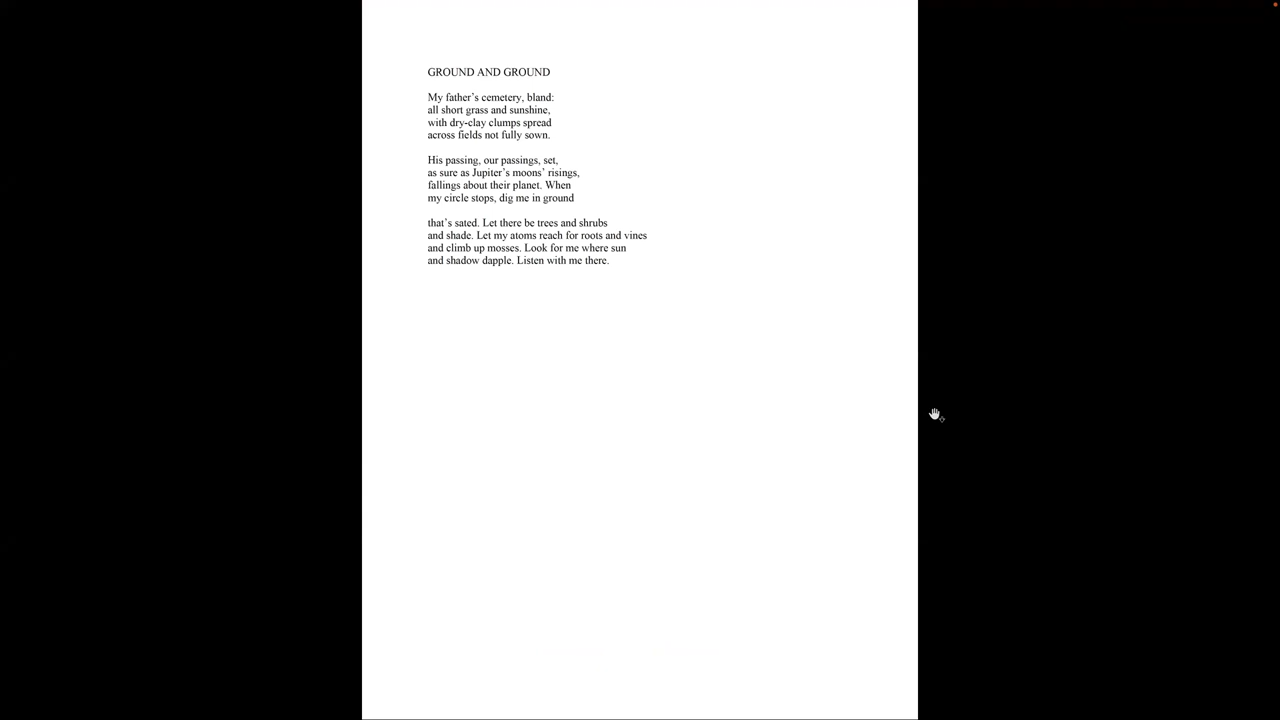 GROUND AND GROUND
My father’s cemetery, bland:
all short grass and sunshine,
with dry-clay clumps spread
across fields not fully sown.
His passing, our passings, set,
as sure as Jupiter’s moons’ risings,
fallings about their planet. When
my circle stops, dig me in ground
that’s sated. Let there be trees and shrubs
and shade. Let my atoms reach for roots and vines
and climb up mosses. Look for me where sun
and shadow dapple. Listen with me there.